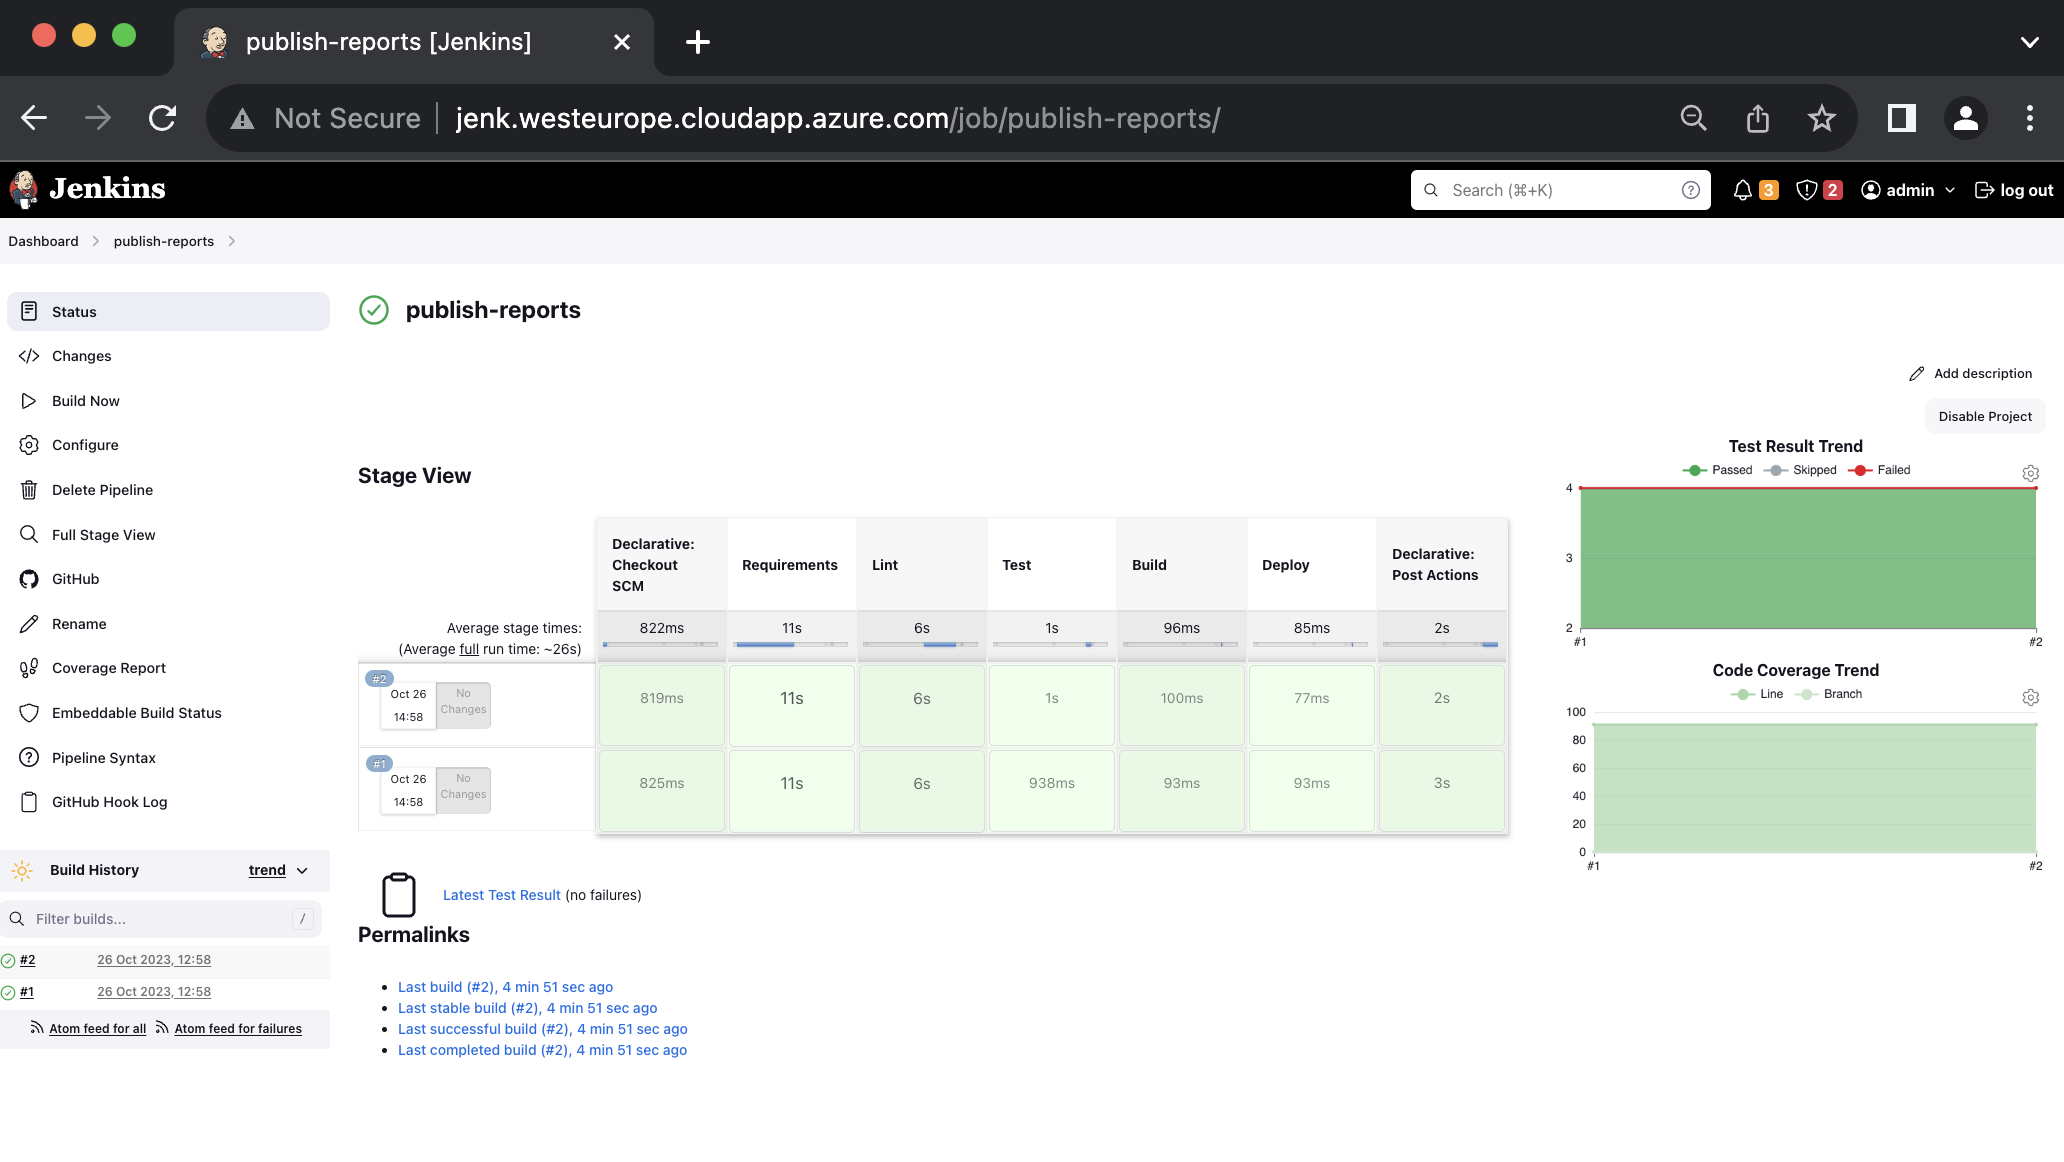 publish-reports [Jenkins]
Not Secure
jenk.westeurope.cloudapp.azure.com/job/publish-reports/
Jenkins
Search (⌘+K)
3
2
admin
log out
Dashboard
publish-reports
Status
Changes
Build Now
Configure
Delete Pipeline
Full Stage View
GitHub
Rename
Coverage Report
Embeddable Build Status
Pipeline Syntax
GitHub Hook Log
Build History
trend
Filter builds...
/
#2
26 Oct 2023, 12:58
#1
26 Oct 2023, 12:58
Atom feed for all
Atom feed for failures
publish-reports
Add description
Disable Project
Stage View
Declarative:
Checkout
SCM
Requirements
Lint
Test
Build
Deploy
Declarative:
Post Actions
Average stage times:
(Average full run time: ~26s)
822ms
11s
6s
1s
96ms
85ms
2s
#2
Oct 26
14:58
No
Changes
819ms
11s
6s
1s
100ms
77ms
2s
#1
Oct 26
14:58
No
Changes
825ms
11s
6s
938ms
93ms
93ms
3s
Latest Test Result (no failures)
Permalinks
Last build (#2), 4 min 51 sec ago
Last stable build (#2), 4 min 51 sec ago
Last successful build (#2), 4 min 51 sec ago
Last completed build (#2), 4 min 51 sec ago
Test Result Trend
Passed
Skipped
Failed
4
3
2
#1
#2
Code Coverage Trend
Line
Branch
100
80
60
40
20
0
#1
#2